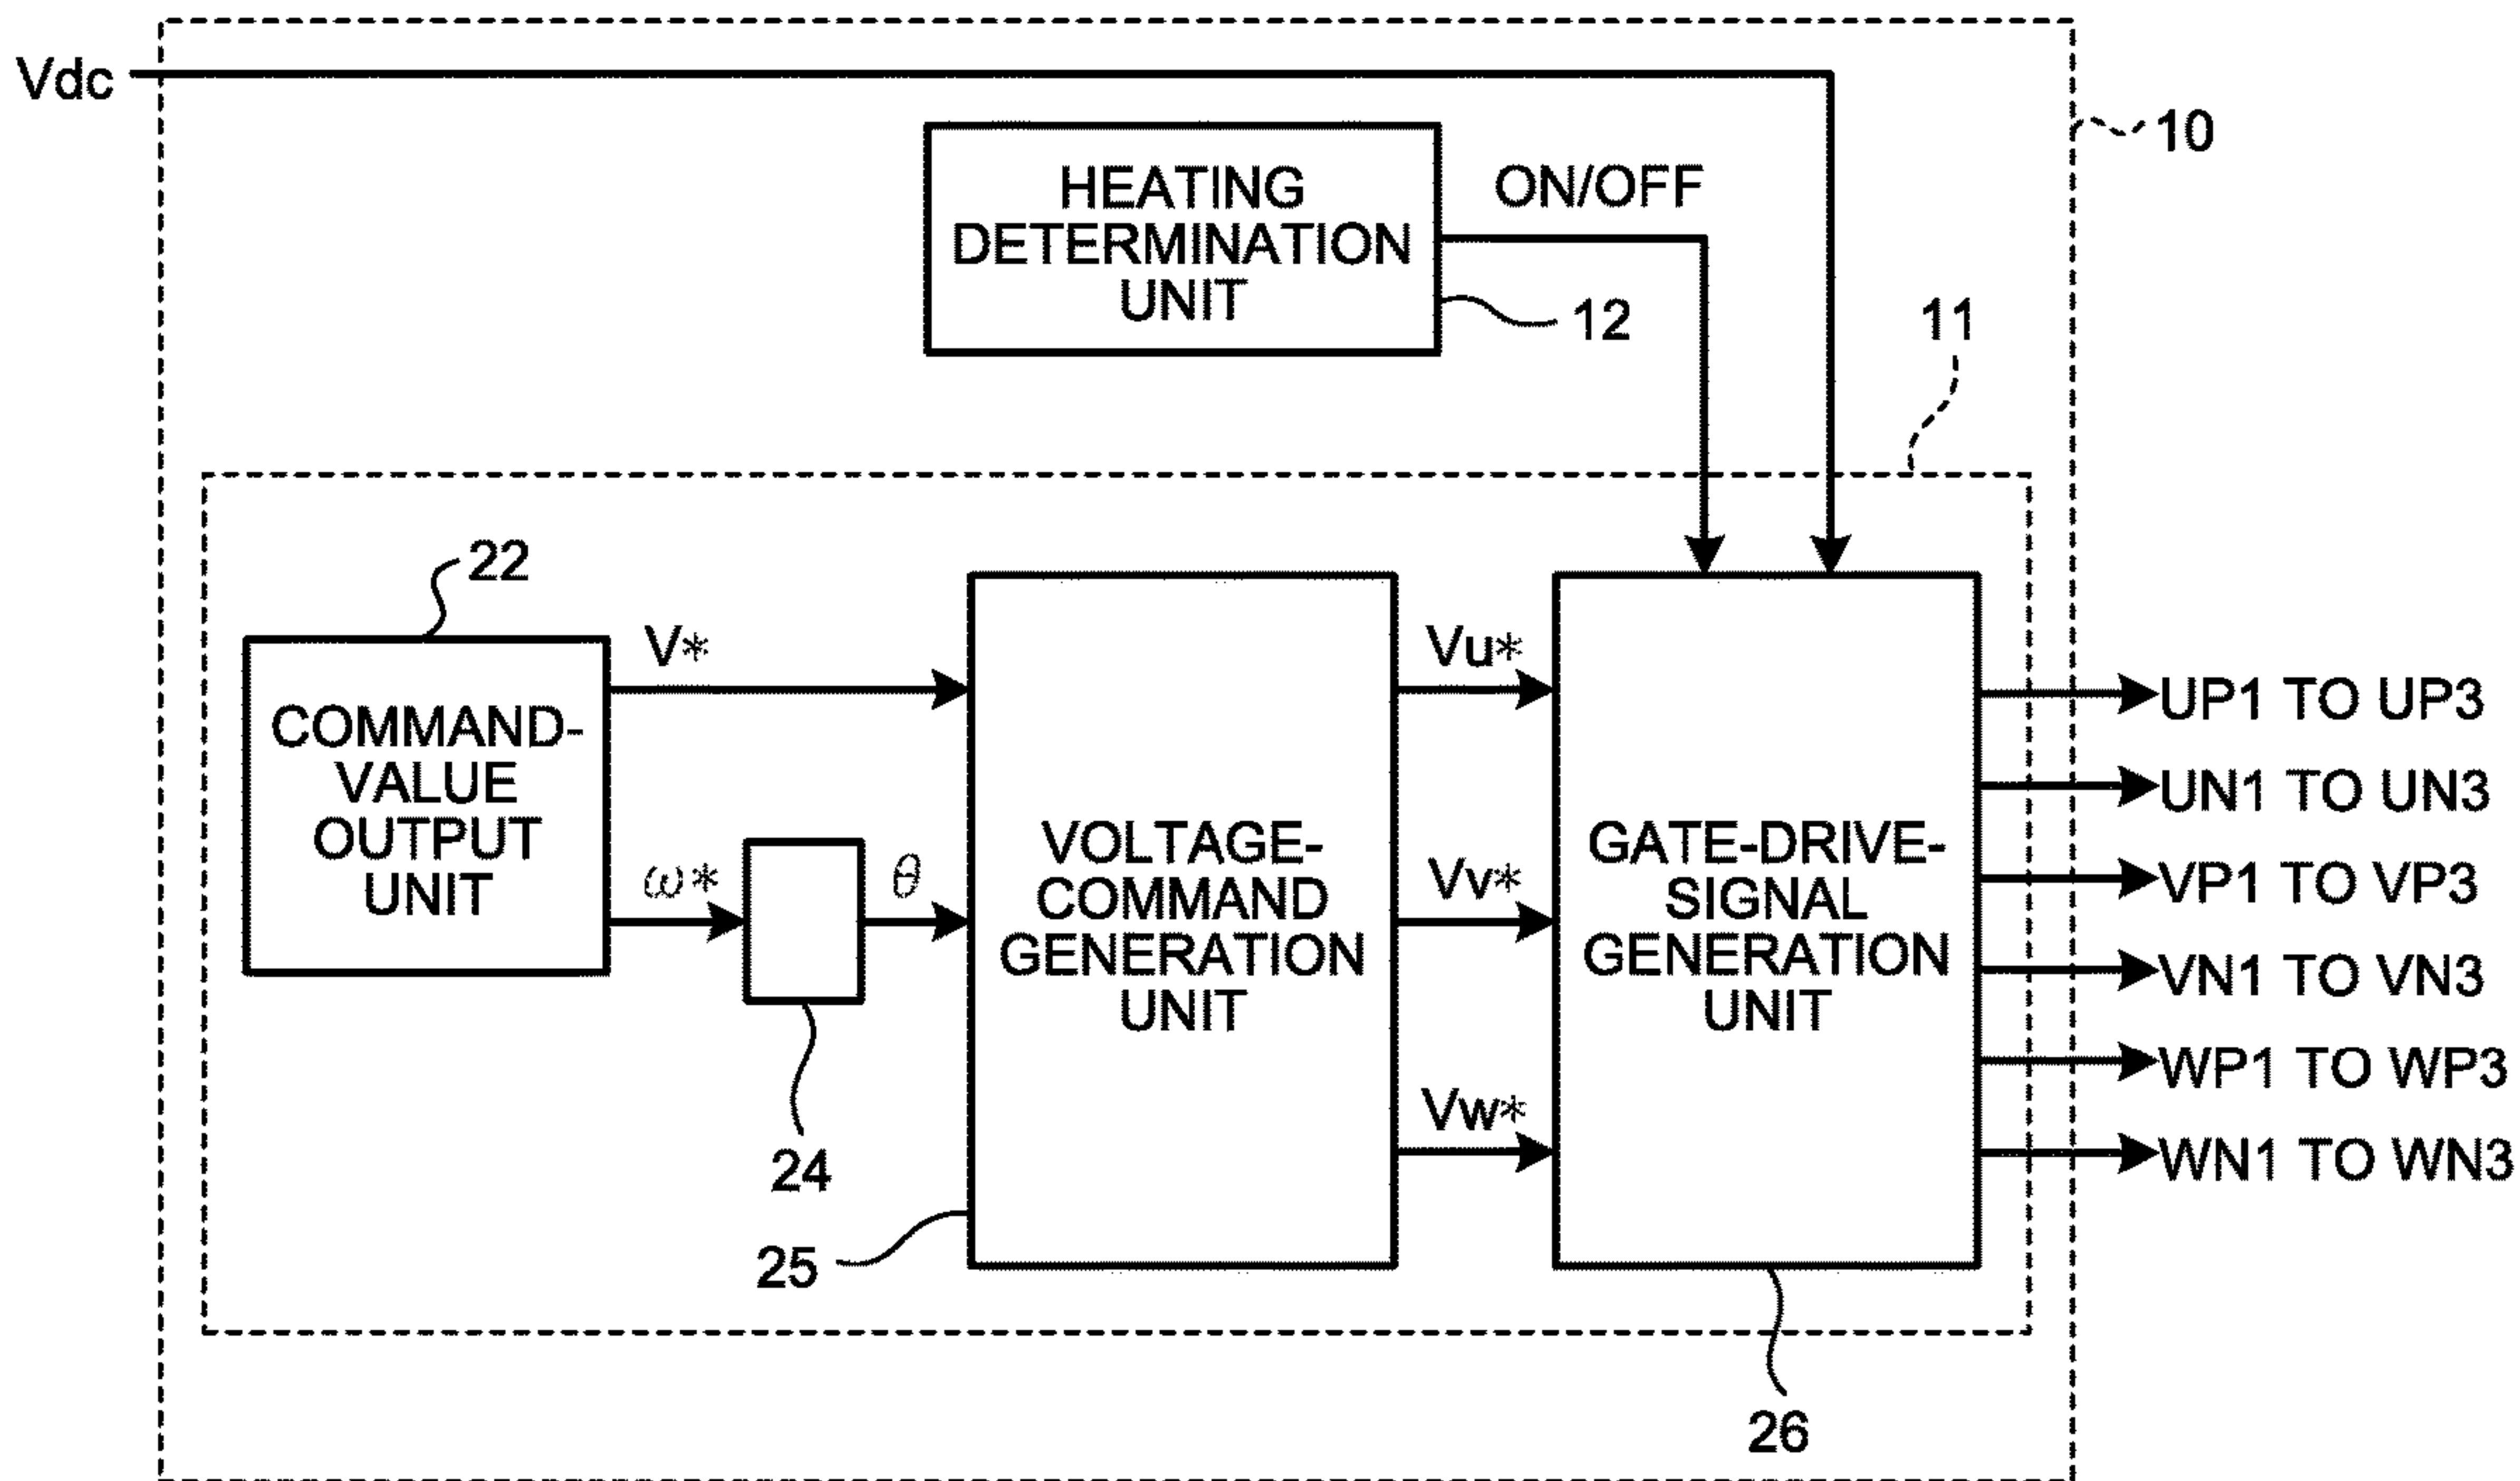 Vdc
10
HEATING
DETERMINATION
UNIT
ON/OFF
12
11
22
COMMAND-
VALUE
OUTPUT
UNIT
V*
ω*
θ
24
25
VOLTAGE-
COMMAND
GENERATION
UNIT
Vu*
Vv*
Vw*
GATE-DRIVE-
SIGNAL
GENERATION
UNIT
26
UP1 TO UP3
UN1 TO UN3
VP1 TO VP3
VN1 TO VN3
WP1 TO WP3
WN1 TO WN3